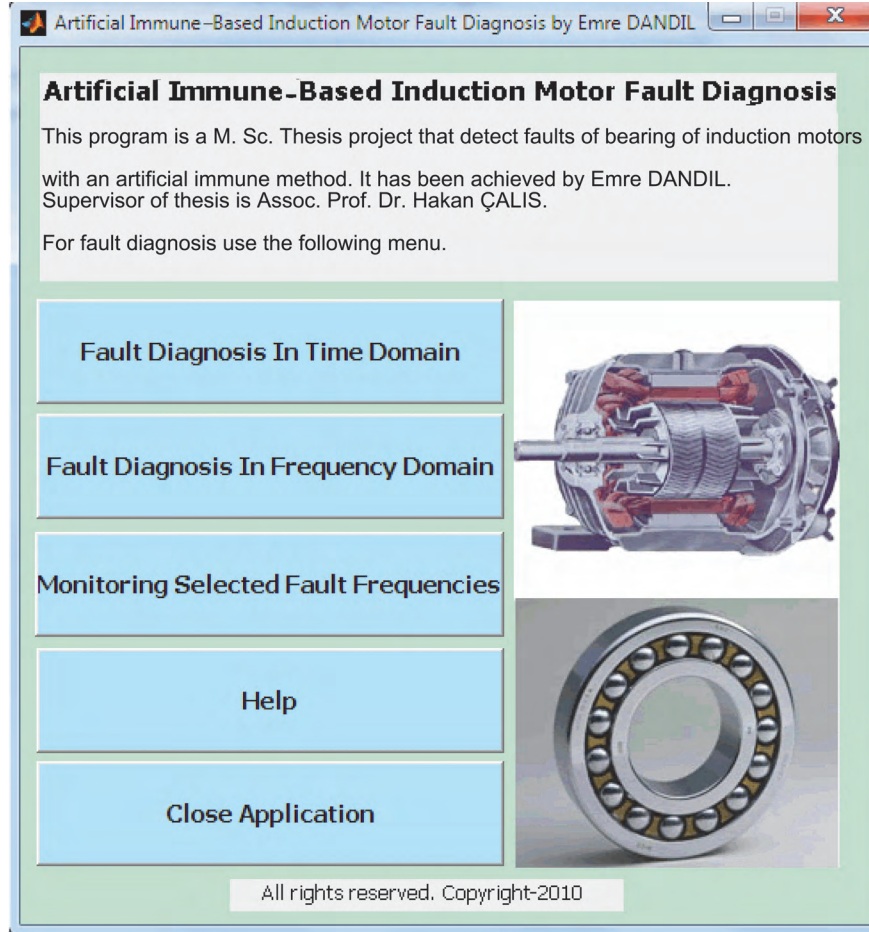 Artificial Immune-Based Induction Motor Fault Diagnosis by Emre DANDIL
Artificial Immune-Based Induction Motor Fault Diagnosis
This program is a M. Sc. Thesis project that detect faults of bearing of induction motors
with an artificial immune method. It has been achieved by Emre DANDIL.
Supervisor of thesis is Assoc. Prof. Dr. Hakan ÇALIS.
For fault diagnosis use the following menu.
Fault Diagnosis In Time Domain
Fault Diagnosis In Frequency Domain
Monitoring Selected Fault Frequencies
Help
Close Application
All rights reserved. Copyright-2010